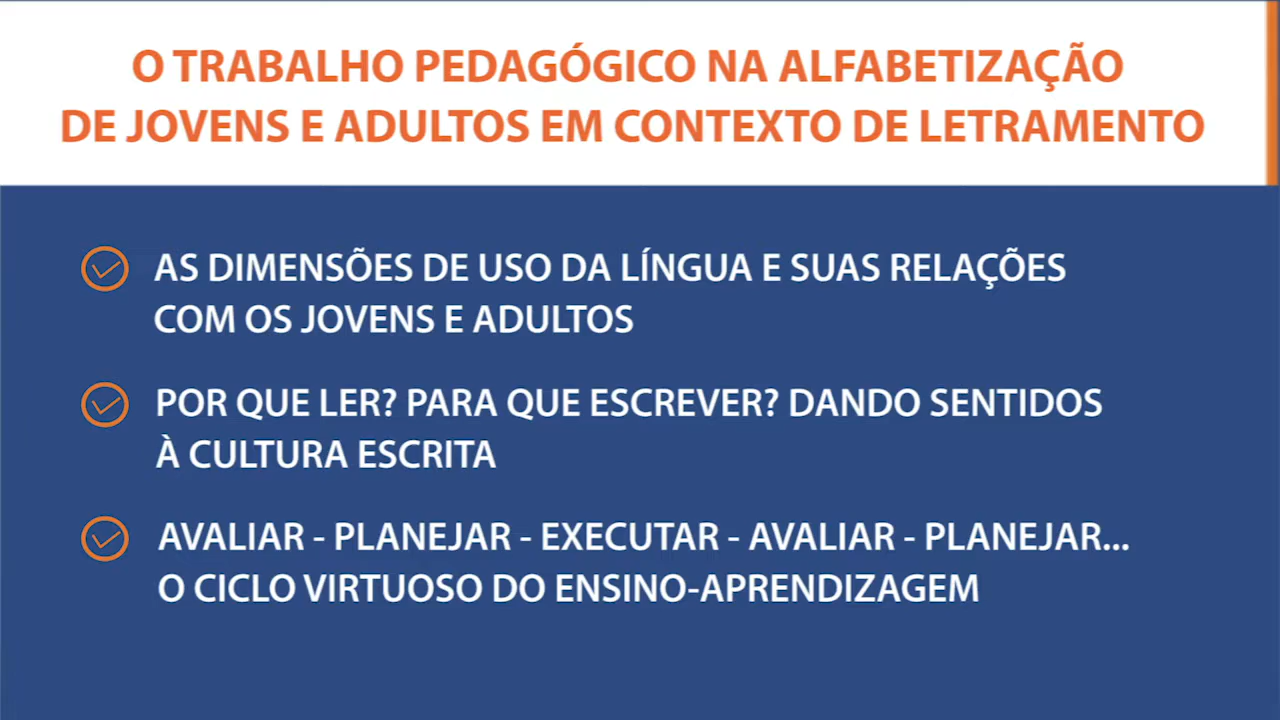 O TRABALHO PEDAGÓGICO NA ALFABETIZAÇÃO
DE JOVENS E ADULTOS EM CONTEXTO DE LETRAMENTO
AS DIMENSÕES DE USO DA LÍNGUA E SUAS RELAÇÕES
COM OS JOVENS E ADULTOS
POR QUE LER? PARA QUE ESCREVER? DANDO SENTIDOS
À CULTURA ESCRITA
AVALIAR - PLANEJAR - EXECUTAR - AVALIAR - PLANEJAR...
O CICLO VIRTUOSO DO ENSINO-APRENDIZAGEM